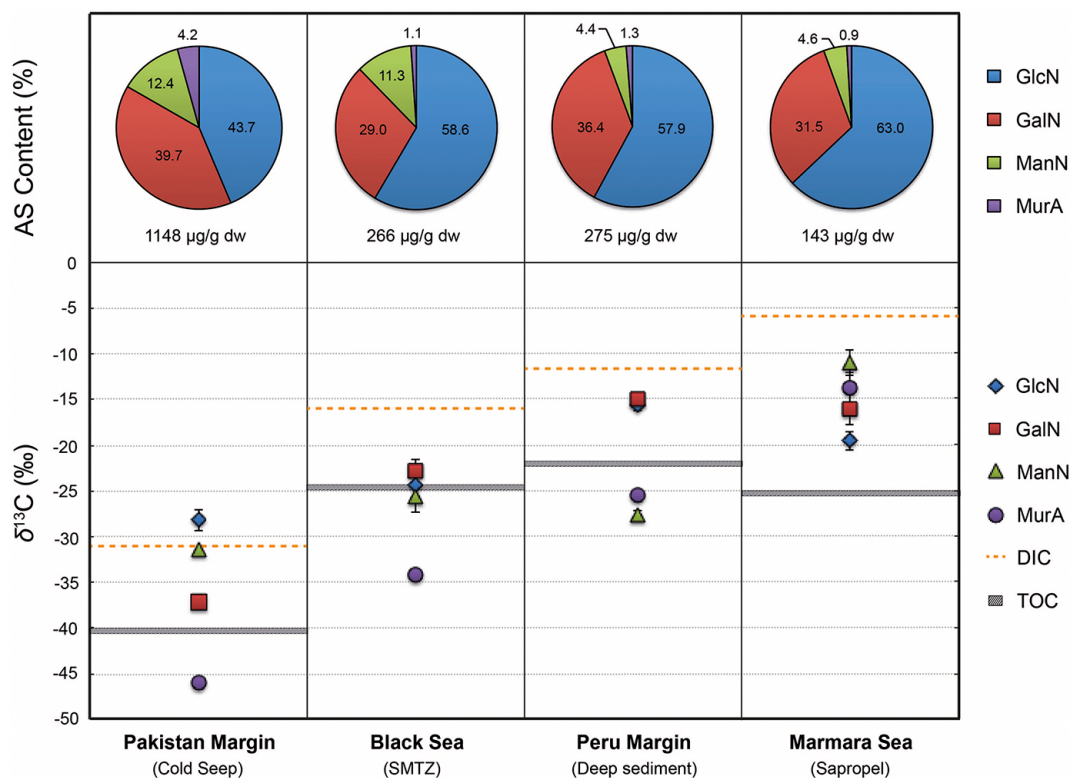 AS Content (%)
4.2
12.4
43.7
39.7
1148 µg/g dw
1.1
11.3
29.0
58.6
266 µg/g dw
4.4
1.3
36.4
57.9
275 µg/g dw
4.6
0.9
31.5
63.0
143 µg/g dw
GlcN
GalN
ManN
MurA
δ¹³C (‰)
0
-5
-10
-15
-20
-25
-30
-35
-40
-45
-50
GlcN
GalN
ManN
MurA
DIC
TOC
Pakistan Margin
(Cold Seep)
Black Sea
(SMTZ)
Peru Margin
(Deep sediment)
Marmara Sea
(Sapropel)